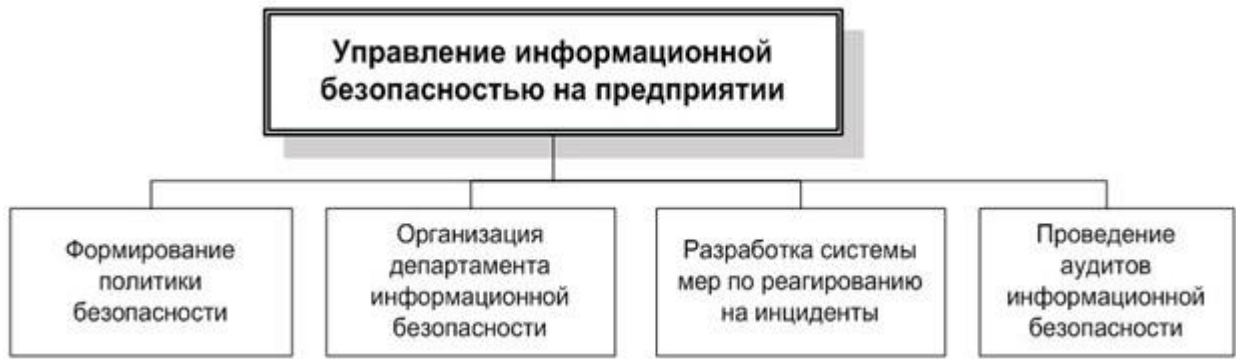 Управление информационной
безопасностью на предприятии
Формирование
политики
безопасности
Организация
департамента
информационной
безопасности
Разработка системы
мер по реагированию
на инциденты
Проведение
аудитов
информационной
безопасности